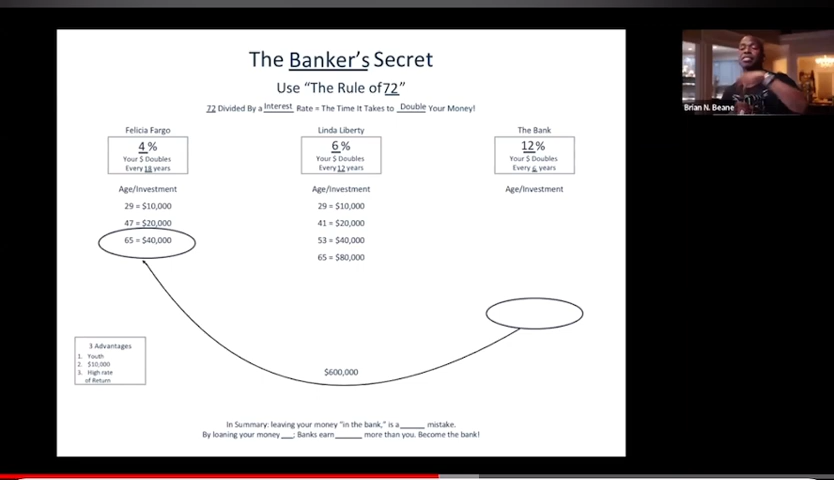 The Banker's Secret
Use "The Rule of 72"
72 Divided By a Interest Rate = The Time It Takes to Double Your Money!
Felicia Fargo
4%
Your $ Doubles
Every 18 years
Age/Investment
29 = $10,000
47 = $20,000
65 = $40,000
Linda Liberty
6%
Your $ Doubles
Every 12 years
Age/Investment
29 = $10,000
41 = $20,000
53 = $40,000
65 = $80,000
The Bank
12%
Your $ Doubles
Every 6 years
Age/Investment
3 Advantages
1. Youth
2. $10,000
3. High rate
of Return
$600,000
In Summary: leaving your money "in the bank," is a_____ mistake.
By loaning your money___; Banks earn______ more than you. Become the bank!
Brian N. Beane